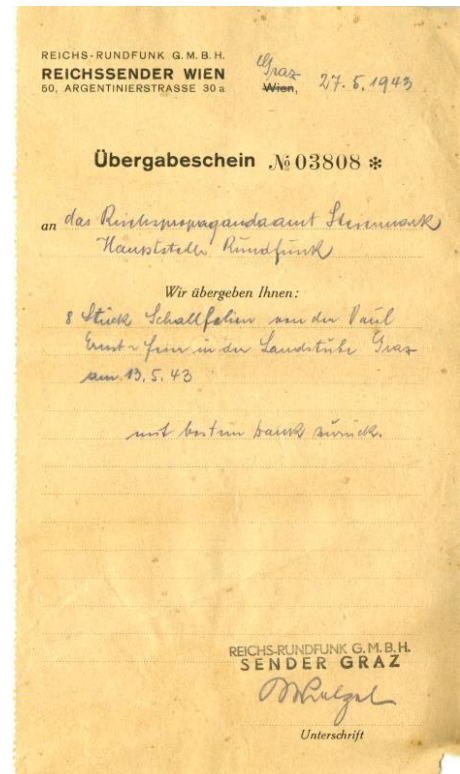 REICHS-RUNDFUNK G.M.B.H.
REICHSSENDER WIEN
50, ARGENTINIERSTRASSE 30a
Graz
Wien, 27.5.1943
Übergabeschein № 03808 *
an das Reichspropagandaamt Steiermark
Hauptstelle Rundfunk
Wir übergeben Ihnen:
8 Stück Schallfolien von der Paul
Ernst-Feier in der Landstube Graz
am 13.5.43
mit bestem Dank zurück.
REICHS-RUNDFUNK G.M.B.H.
SENDER GRAZ
Unterschrift